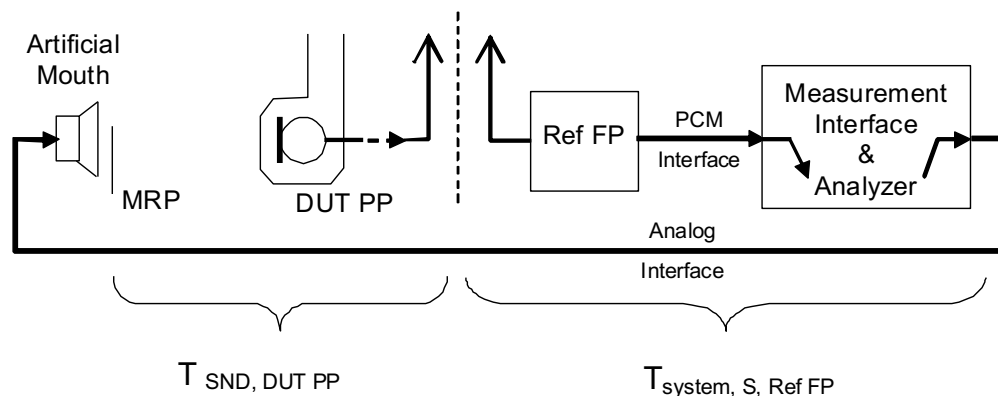 Artificial
Mouth
MRP
DUT PP
Ref FP
PCM
Interface
Measurement
Interface
&
Analyzer
Analog
Interface
T SND, DUT PP
Tsystem, S, Ref FP